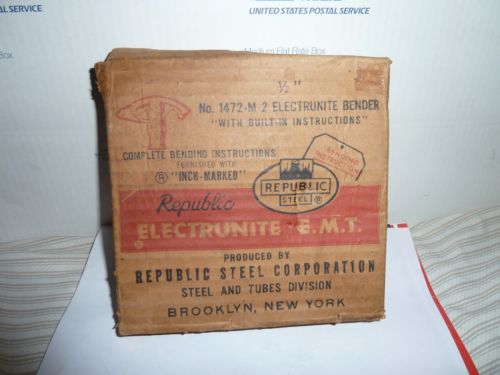 L SERVICE
UNITED STATES POSTAL SERVICE
Medium Flat Rate Box
½"
No. 1472-M 2 ELECTRUNITE BENDER
"WITH BUILT-IN INSTRUCTIONS"
COMPLETE BENDING INSTRUCTIONS
FURNISHED WITH
® "INCH-MARKED"
BENDING
INSTRUCTION
REPUBLIC
STEEL ®
Republic
ELECTRUNITE E.M.T.
®
PRODUCED BY
REPUBLIC STEEL CORPORATION
STEEL AND TUBES DIVISION
BROOKLYN, NEW YORK